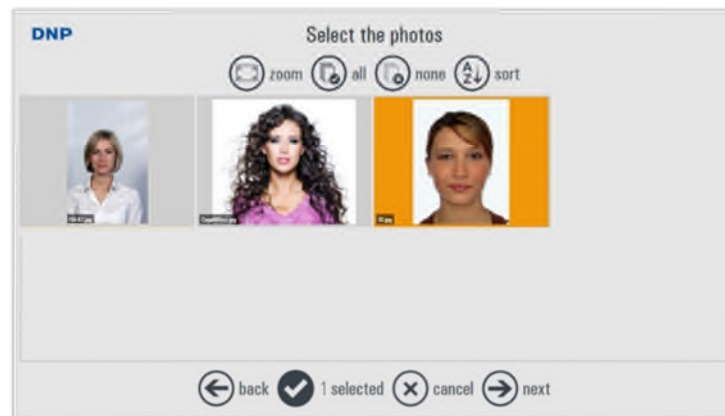 DNP
Select the photos
zoom all none sort
back 1 selected cancel next